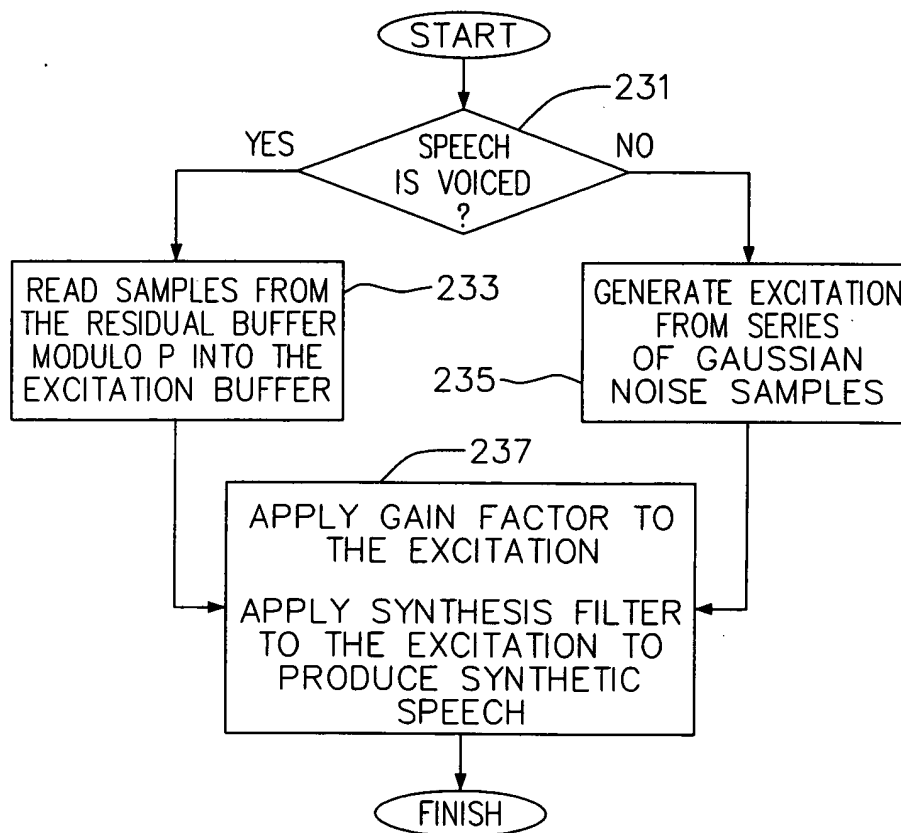 START
231
YES
SPEECH
IS VOICED
?
NO
READ SAMPLES FROM
THE RESIDUAL BUFFER
MODULO P INTO THE
EXCITATION BUFFER
233
GENERATE EXCITATION
FROM SERIES
OF GAUSSIAN
NOISE SAMPLES
235
237
APPLY GAIN FACTOR TO
THE EXCITATION
APPLY SYNTHESIS FILTER
TO THE EXCITATION TO
PRODUCE SYNTHETIC
SPEECH
FINISH